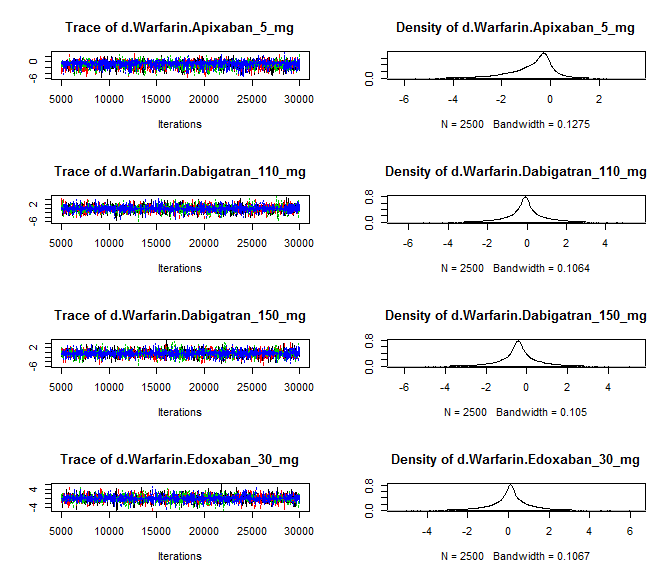 Trace of d.Warfarin.Apixaban_5_mg
-6 0
5000 10000 15000 20000 25000 30000
Iterations
Density of d.Warfarin.Apixaban_5_mg
0.0
-6 -4 -2 0 2
N = 2500 Bandwidth = 0.1275
Trace of d.Warfarin.Dabigatran_110_mg
-6 2
5000 10000 15000 20000 25000 30000
Iterations
Density of d.Warfarin.Dabigatran_110_mg
0.0 0.8
-6 -4 -2 0 2 4
N = 2500 Bandwidth = 0.1064
Trace of d.Warfarin.Dabigatran_150_mg
-6 2
5000 10000 15000 20000 25000 30000
Iterations
Density of d.Warfarin.Dabigatran_150_mg
0.0 0.8
-6 -4 -2 0 2 4
N = 2500 Bandwidth = 0.105
Trace of d.Warfarin.Edoxaban_30_mg
-4 4
5000 10000 15000 20000 25000 30000
Iterations
Density of d.Warfarin.Edoxaban_30_mg
0.0 0.8
-4 -2 0 2 4 6
N = 2500 Bandwidth = 0.1067